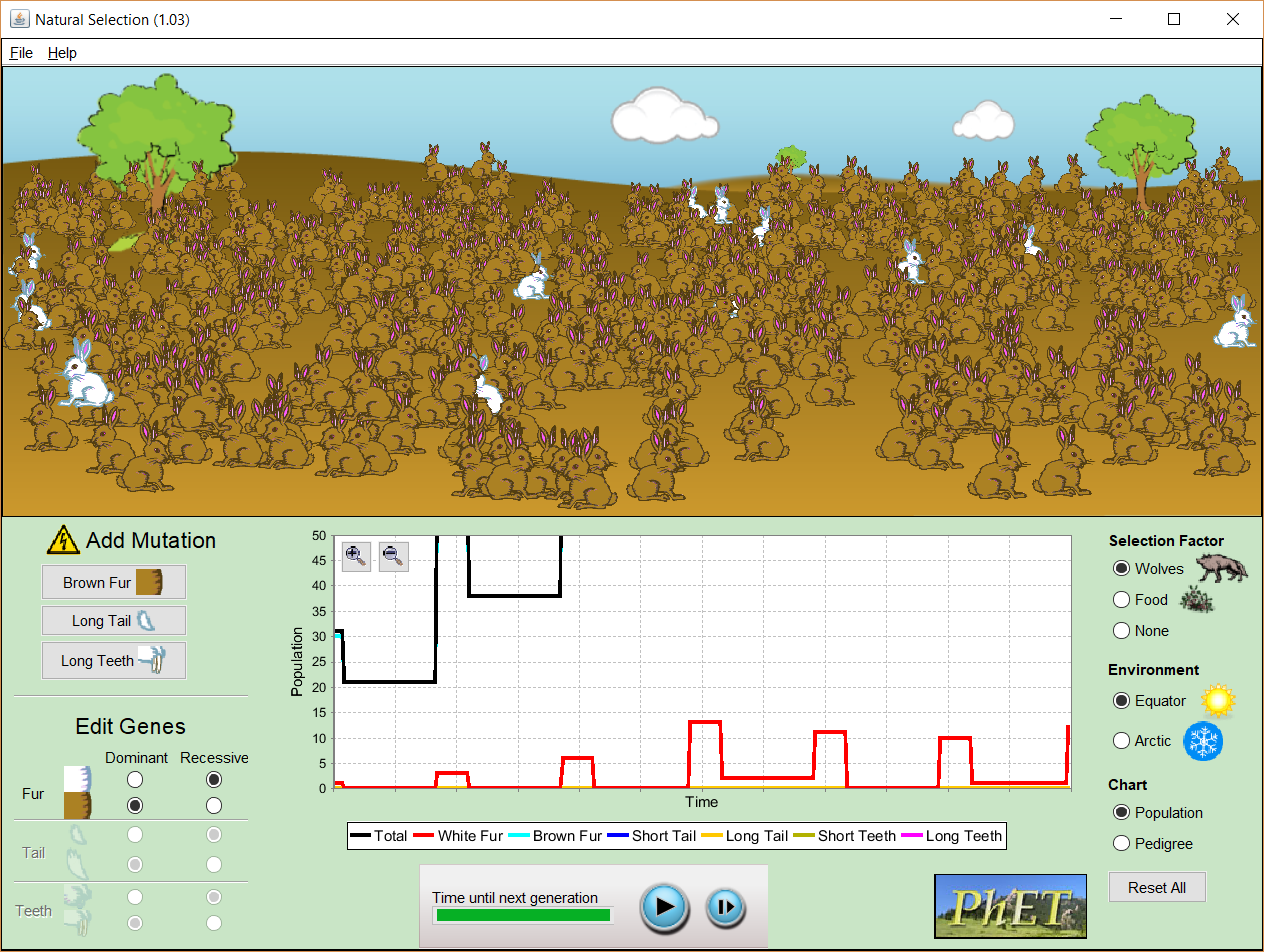 Natural Selection (1.03)
File Help
Add Mutation
Brown Fur
Long Tail
Long Teeth
Edit Genes
Dominant Recessive
Fur
Tail
Teeth
50
45
40
35
30
25
20
15
10
5
0
Population
Time
Total White Fur Brown Fur Short Tail Long Tail Short Teeth Long Teeth
Time until next generation
PhET
Selection Factor
Wolves
Food
None
Environment
Equator
Arctic
Chart
Population
Pedigree
Reset All